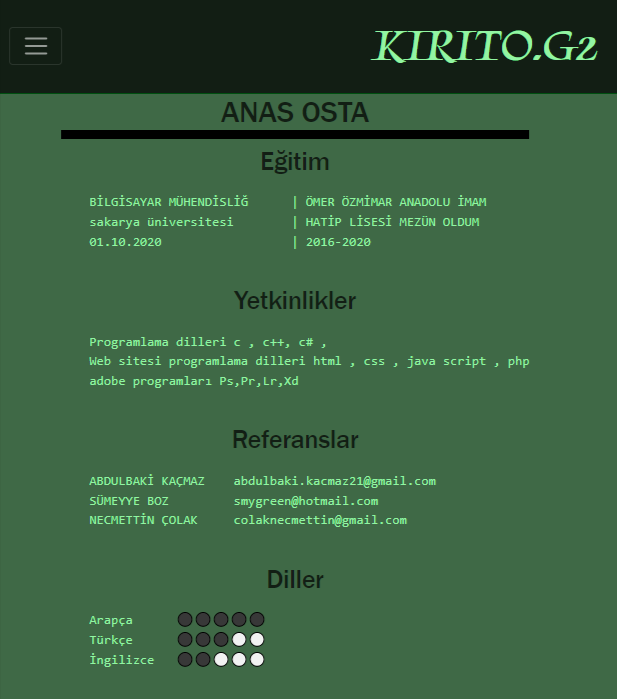 KIRITO.G2
ANAS OSTA
Eğitim
BİLGİSAYAR MÜHENDİSLİĞ | ÖMER ÖZMİMAR ANADOLU İMAM
sakarya üniversitesi | HATİP LİSESİ MEZÜN OLDUM
01.10.2020 | 2016-2020
Yetkinlikler
Programlama dilleri c , c++, c# ,
Web sitesi programlama dilleri html , css , java script , php
adobe programları Ps,Pr,Lr,Xd
Referanslar
ABDULBAKİ KAÇMAZ abdulbaki.kacmaz21@gmail.com
SÜMEYYE BOZ smygreen@hotmail.com
NECMETTİN ÇOLAK colaknecmettin@gmail.com
Diller
Arapça
Türkçe
İngilizce